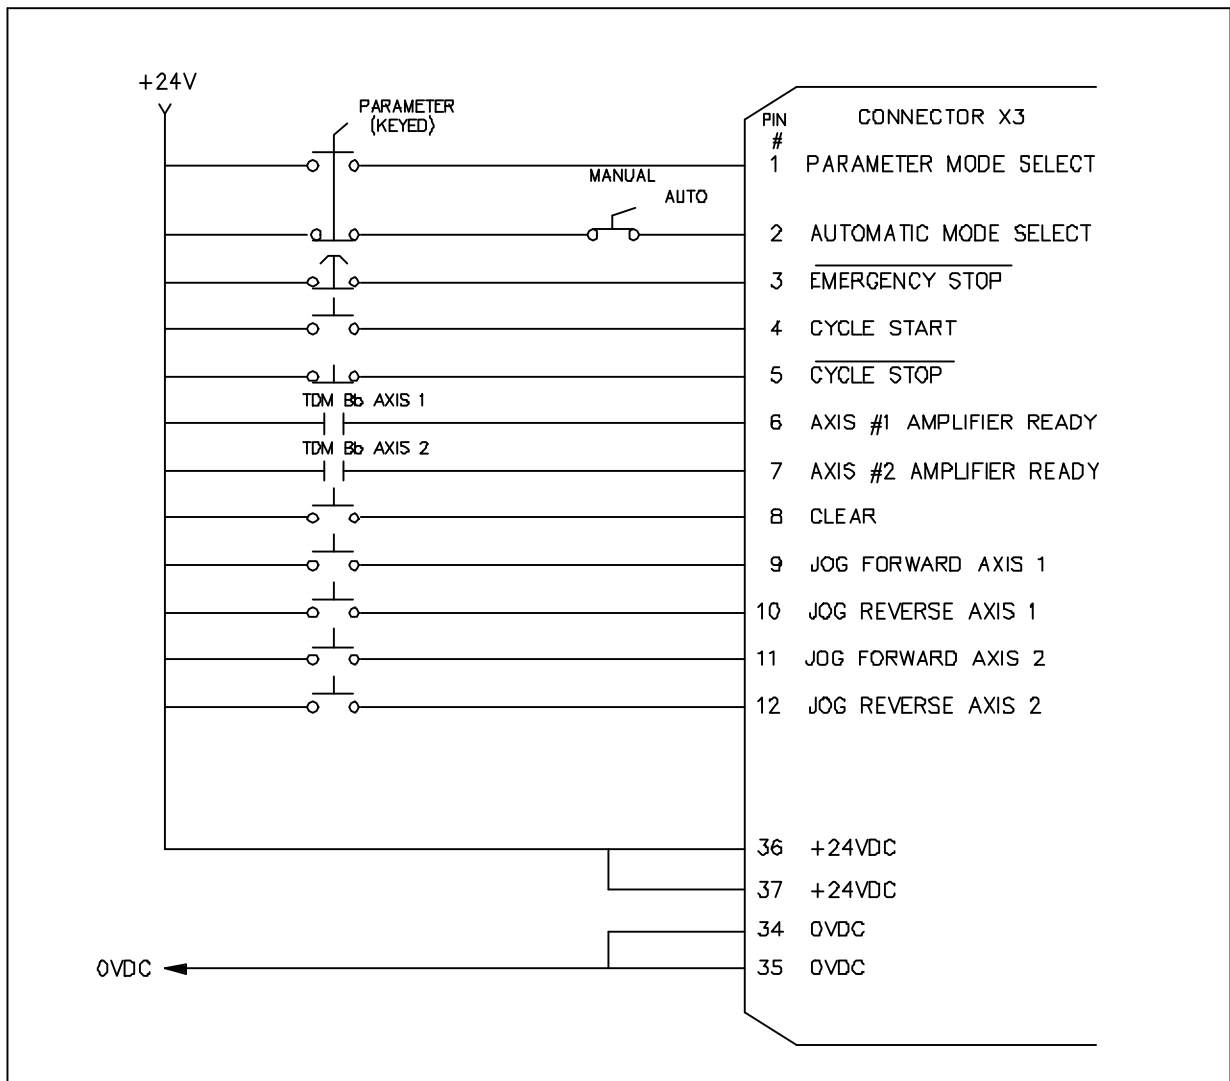 +24V
PARAMETER
(KEYED)
MANUAL
AUTO
TDM Bb AXIS 1
TDM Bb AXIS 2
0VDC
PIN
#
CONNECTOR X3
1 PARAMETER MODE SELECT
2 AUTOMATIC MODE SELECT
3 EMERGENCY STOP
4 CYCLE START
5 CYCLE STOP
6 AXIS #1 AMPLIFIER READY
7 AXIS #2 AMPLIFIER READY
8 CLEAR
9 JOG FORWARD AXIS 1
10 JOG REVERSE AXIS 1
11 JOG FORWARD AXIS 2
12 JOG REVERSE AXIS 2
36 +24VDC
37 +24VDC
34 0VDC
35 0VDC